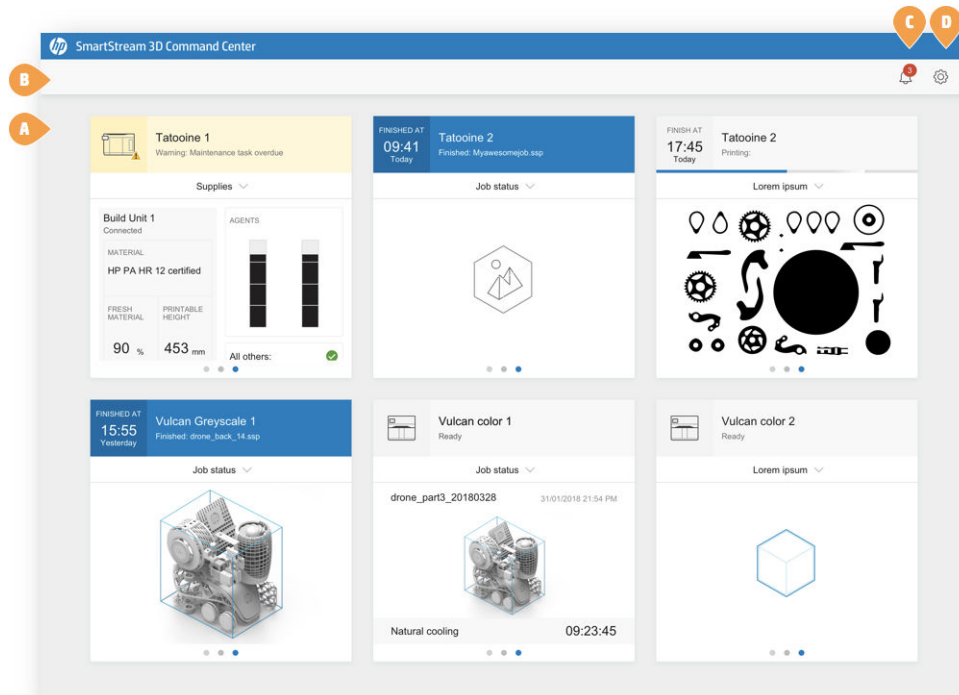 C D
hp SmartStream 3D Command Center
B
3
A
Tatooine 1
Warning: Maintenance task overdue
Supplies
Build Unit 1
Connected
MATERIAL
HP PA HR 12 certified
FRESH
MATERIAL
90 %
PRINTABLE
HEIGHT
453 mm
AGENTS
All others:
FINISHED AT
09:41
Today
Tatooine 2
Finished: Myawesomejob.ssp
Job status
FINISH AT
17:45
Today
Tatooine 2
Printing:
Lorem ipsum
FINISHED AT
15:55
Yesterday
Vulcan Greyscale 1
Finished: drone_back_14.ssp
Job status
Vulcan color 1
Ready
Job status
drone_part3_20180328 31/01/2018 21:54 PM
Natural cooling 09:23:45
Vulcan color 2
Ready
Lorem ipsum